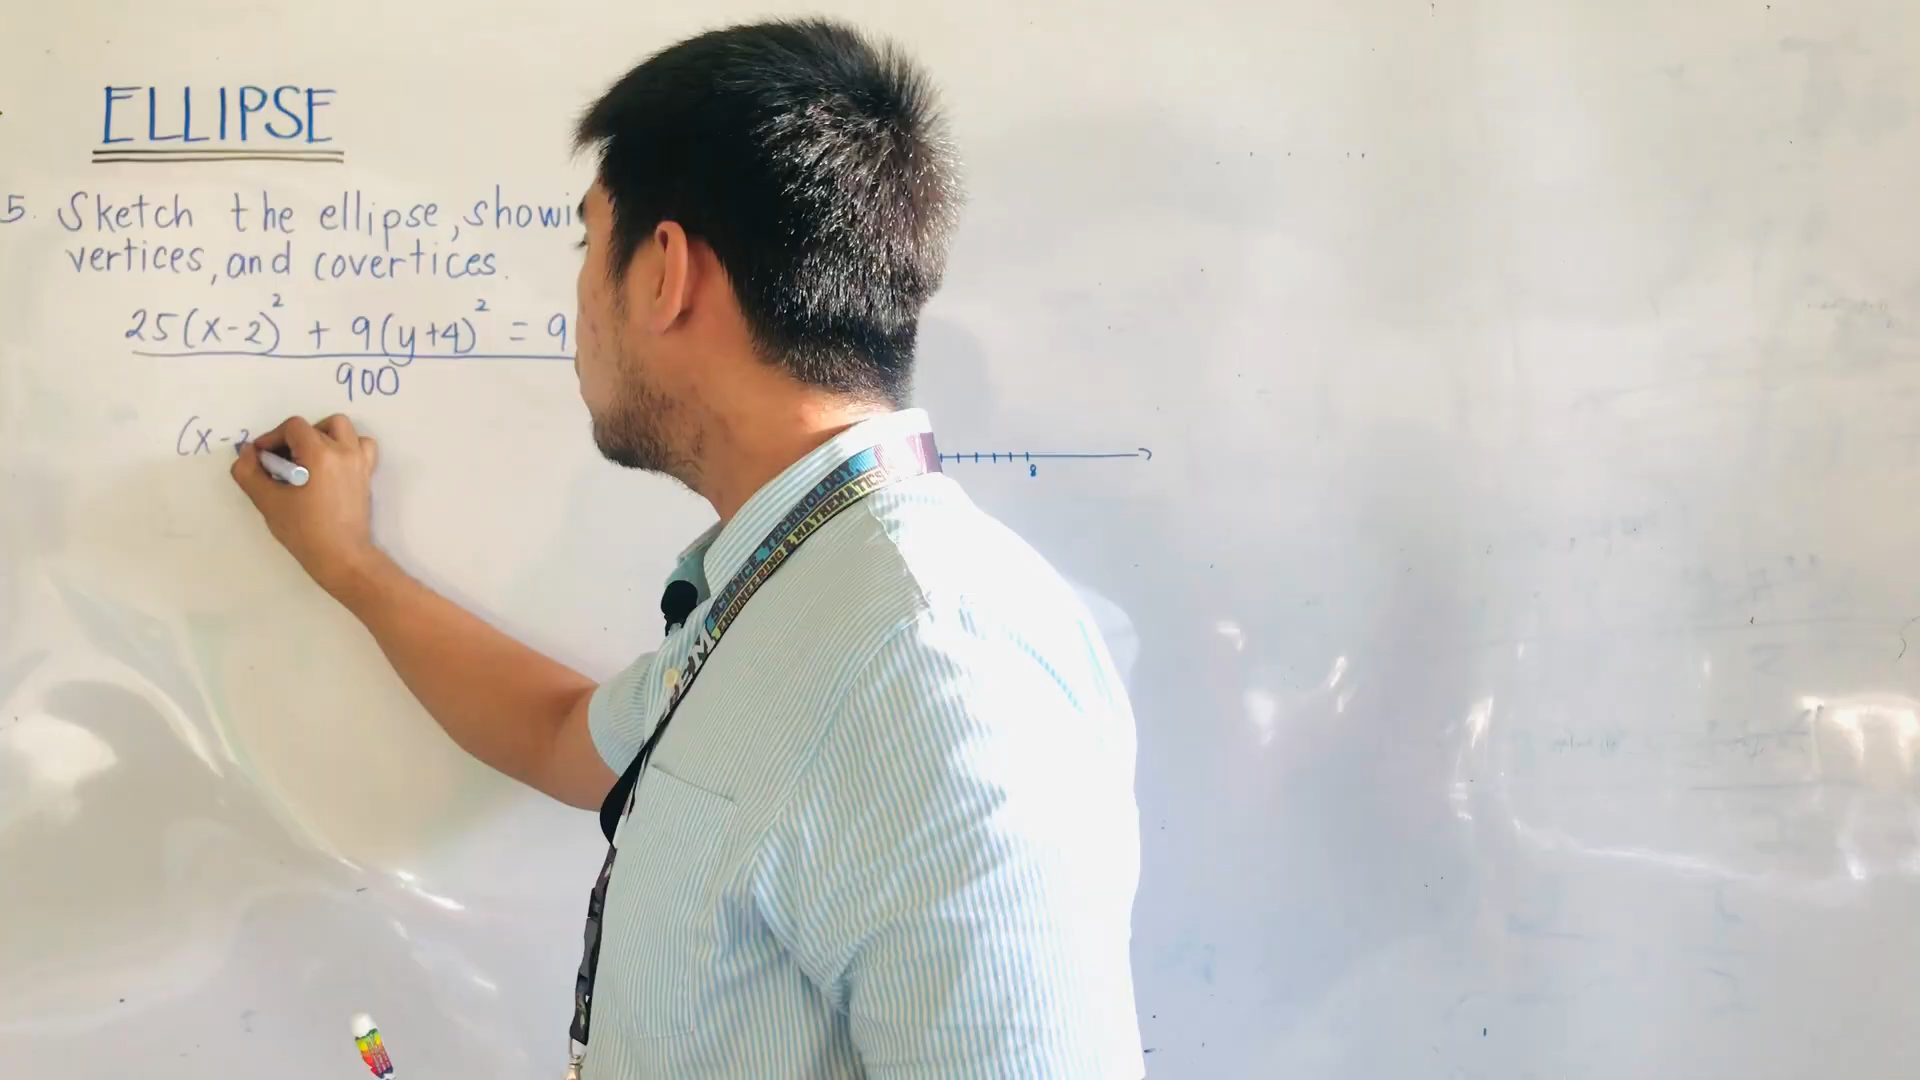 ELLIPSE
5. Sketch the ellipse, showi
vertices, and covertices.
25(x-2)² + 9(y+4)² = 9
900
(x-2
8
SCIENCE, TECHNOLOGY,
ENGINEERING & MATHEMATICS